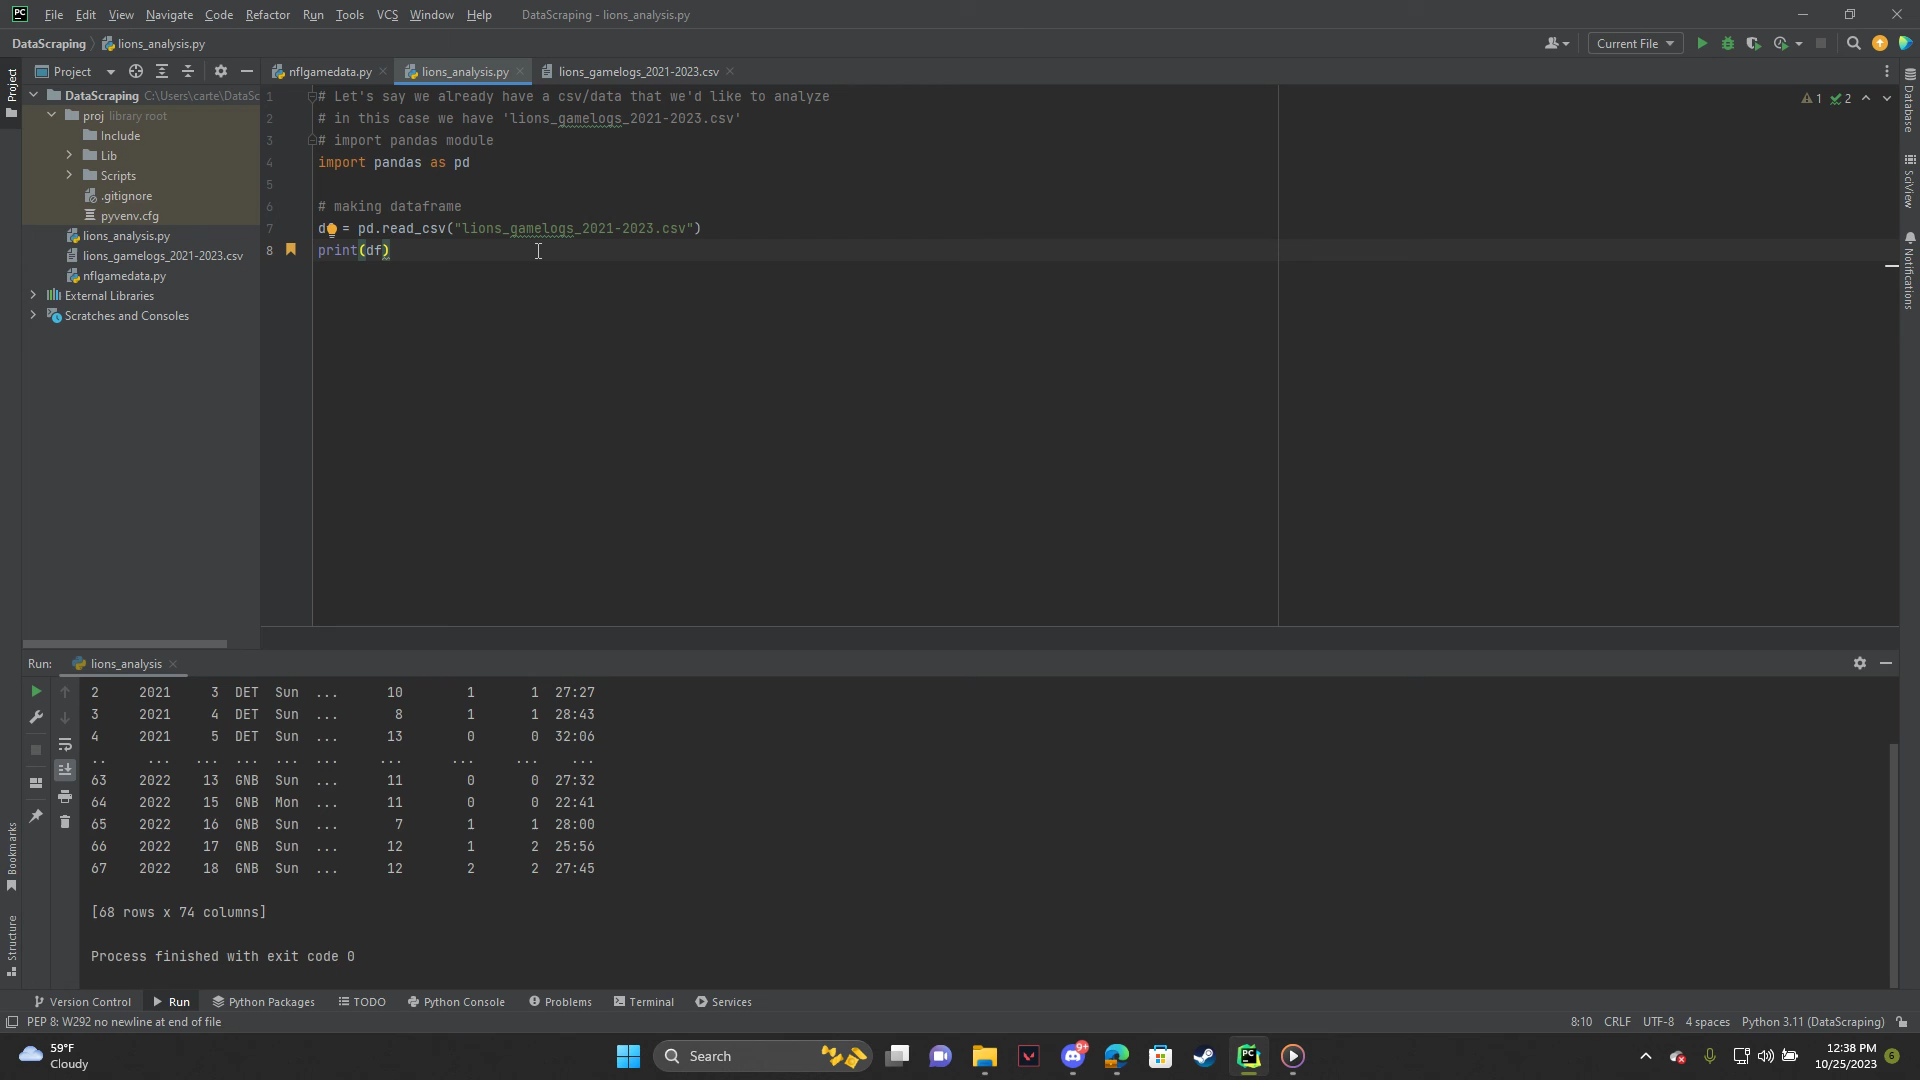 PC File Edit View Navigate Code Refactor Run Tools VCS Window Help DataScraping - lions_analysis.py
DataScraping lions_analysis.py Current File
Project nflgamedata.py lions_analysis.py lions_gamelogs_2021-2023.csv
Project
DataScraping C:\Users\carte\DataSc
proj library root
Include
Lib
Scripts
.gitignore
pyvenv.cfg
lions_analysis.py
lions_gamelogs_2021-2023.csv
nflgamedata.py
External Libraries
Scratches and Consoles
1 # Let's say we already have a csv/data that we'd like to analyze
2 # in this case we have 'lions_gamelogs_2021-2023.csv'
3 # import pandas module
4 import pandas as pd
5
6 # making dataframe
7 d = pd.read_csv("lions_gamelogs_2021-2023.csv")
8 print(df)
1 2
Database
SciView
Notifications
Run: lions_analysis
2 2021 3 DET Sun ... 10 1 1 27:27
3 2021 4 DET Sun ... 8 1 1 28:43
4 2021 5 DET Sun ... 13 0 0 32:06
.. ... ... ... ... ... ... ... ... ...
63 2022 13 GNB Sun ... 11 0 0 27:32
64 2022 15 GNB Mon ... 11 0 0 22:41
65 2022 16 GNB Sun ... 7 1 1 28:00
66 2022 17 GNB Sun ... 12 1 2 25:56
67 2022 18 GNB Sun ... 12 2 2 27:45
[68 rows x 74 columns]
Process finished with exit code 0
Bookmarks
Structure
Version Control Run Python Packages TODO Python Console Problems Terminal Services
PEP 8: W292 no newline at end of file 8:10 CRLF UTF-8 4 spaces Python 3.11 (DataScraping)
59°F
Cloudy
Search
9+
PC
12:38 PM
10/25/2023
6